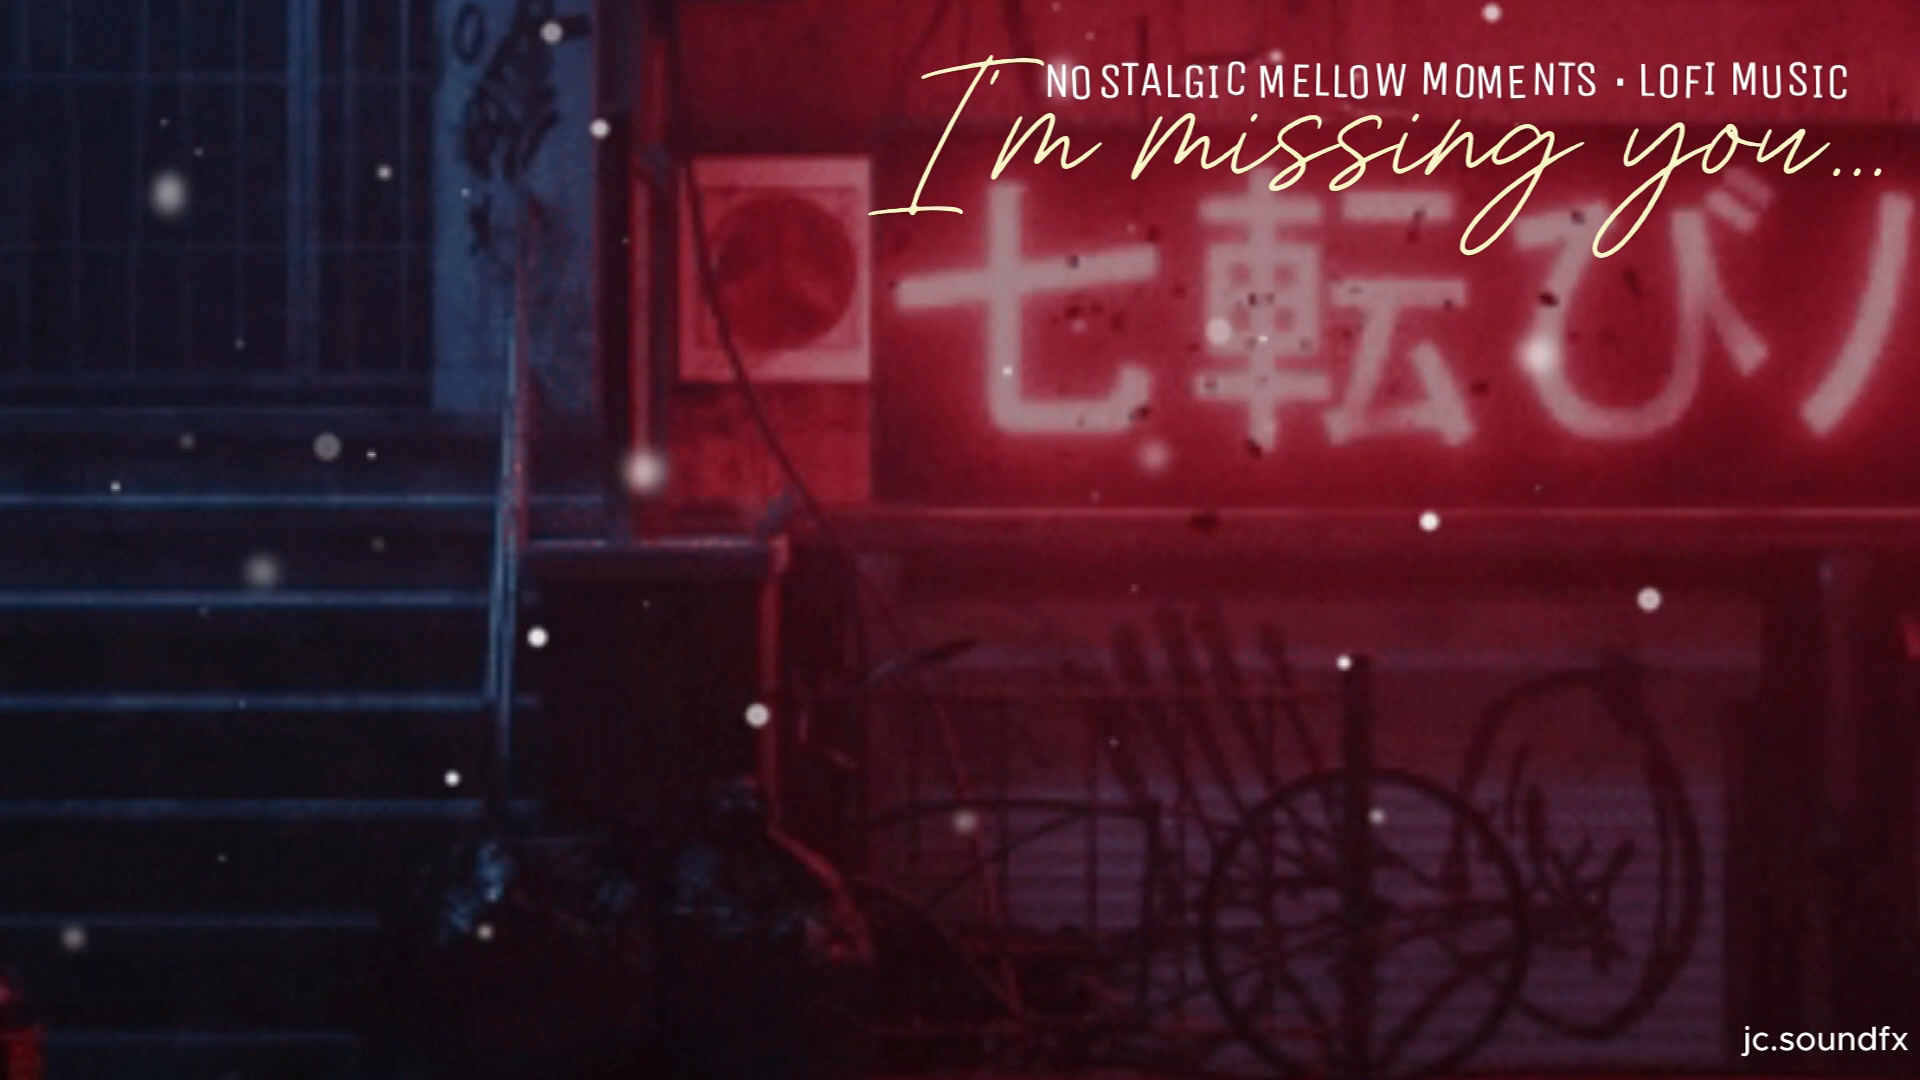 NOSTALGIC MELLOW MOMENTS · LOFI MUSIC
I'm missing you...
七転び
jc.soundfx